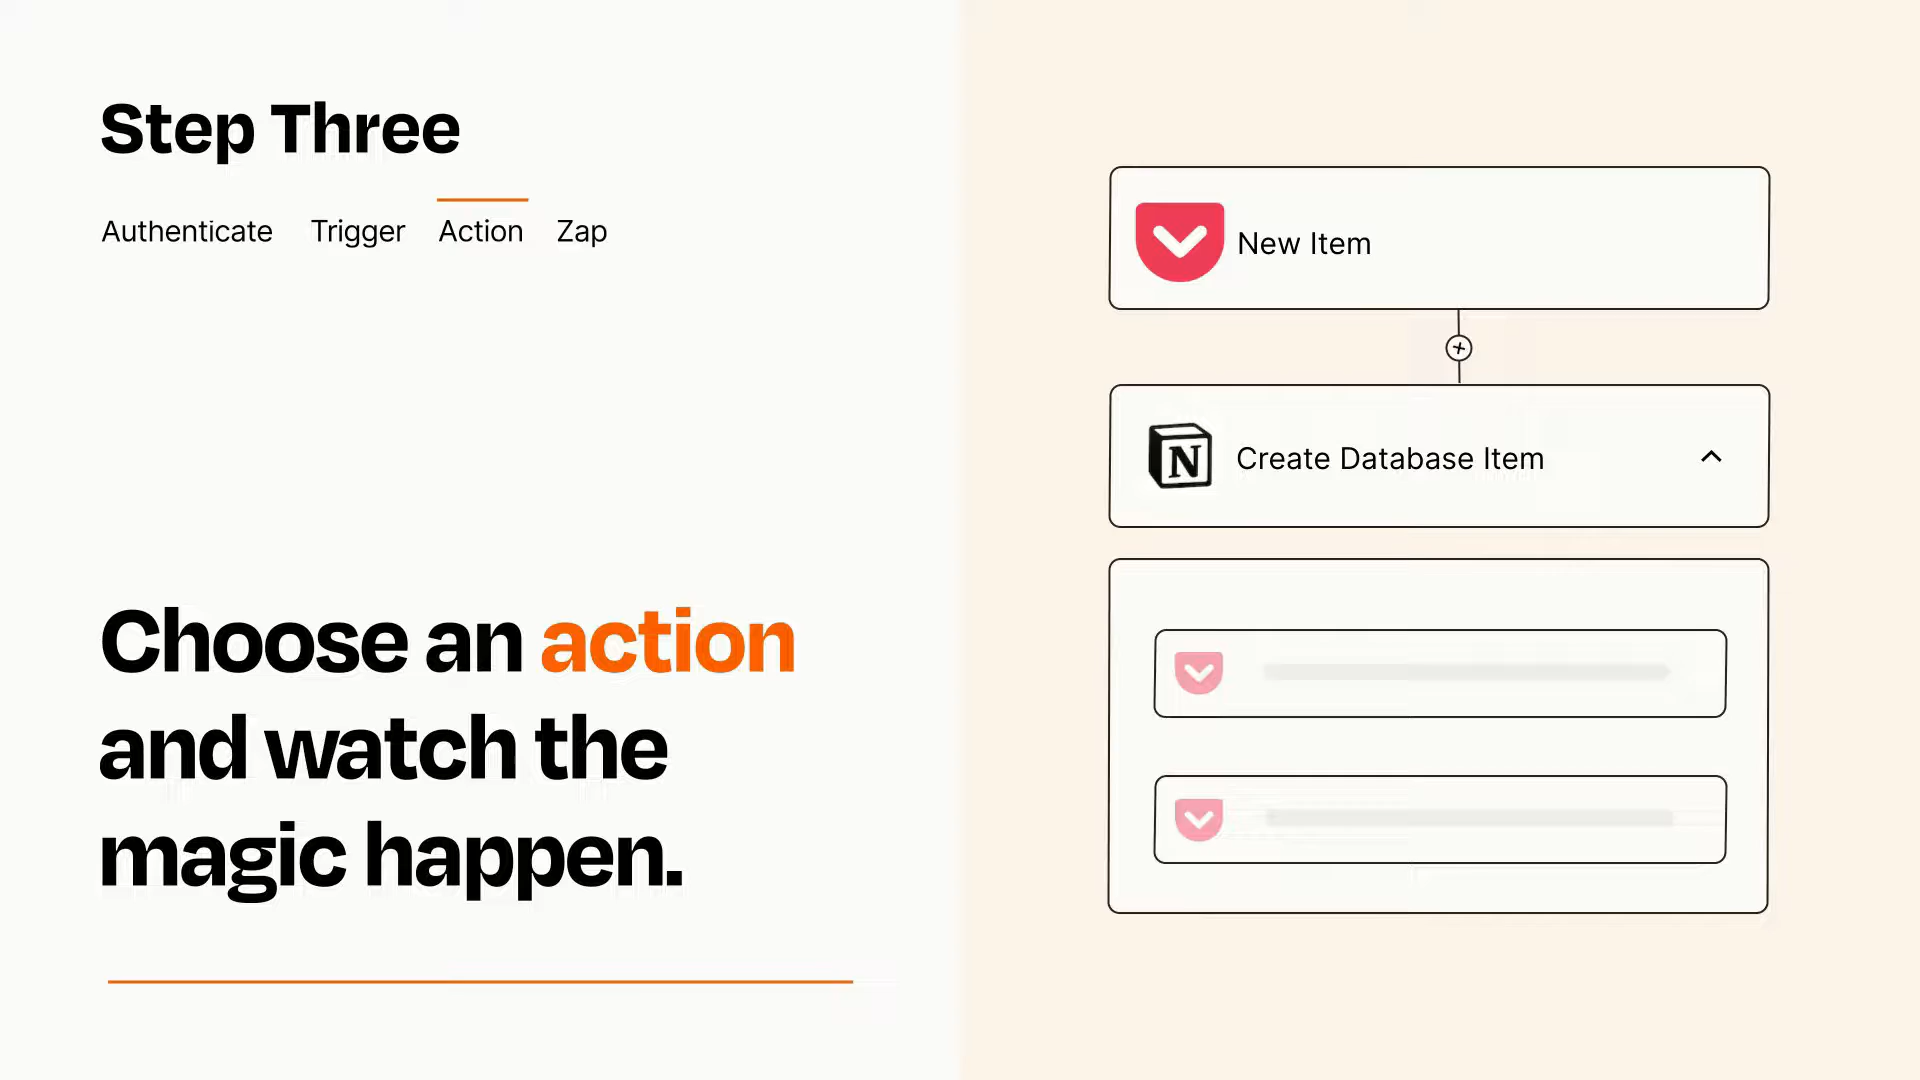 Step Three
Authenticate Trigger Action Zap
Choose an action
and watch the
magic happen.
New Item
N Create Database Item